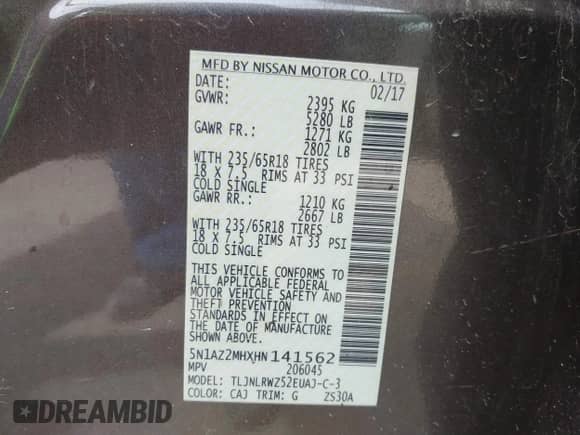 MFD BY NISSAN MOTOR CO., LTD.
DATE: 02/17
GVWR: 2395 KG
5280 LB
GAWR FR.: 1271 KG
2802 LB
WITH 235/65R18 TIRES
18 X 7.5 RIMS AT 33 PSI
COLD SINGLE
GAWR RR.: 1210 KG
2667 LB
WITH 235/65R18 TIRES
18 X 7.5 RIMS AT 33 PSI
COLD SINGLE
THIS VEHICLE CONFORMS TO
ALL APPLICABLE FEDERAL
MOTOR VEHICLE SAFETY AND
THEFT PREVENTION
STANDARDS IN EFFECT ON
THE DATE OF MANUFACTURE
SHOWN ABOVE.
5N1AZ2MHXHN141562
MPV 206045
MODEL: TLJNLRWZ52EUAJ-C-3
COLOR: CAJ TRIM: G ZS30A
DREAMBID